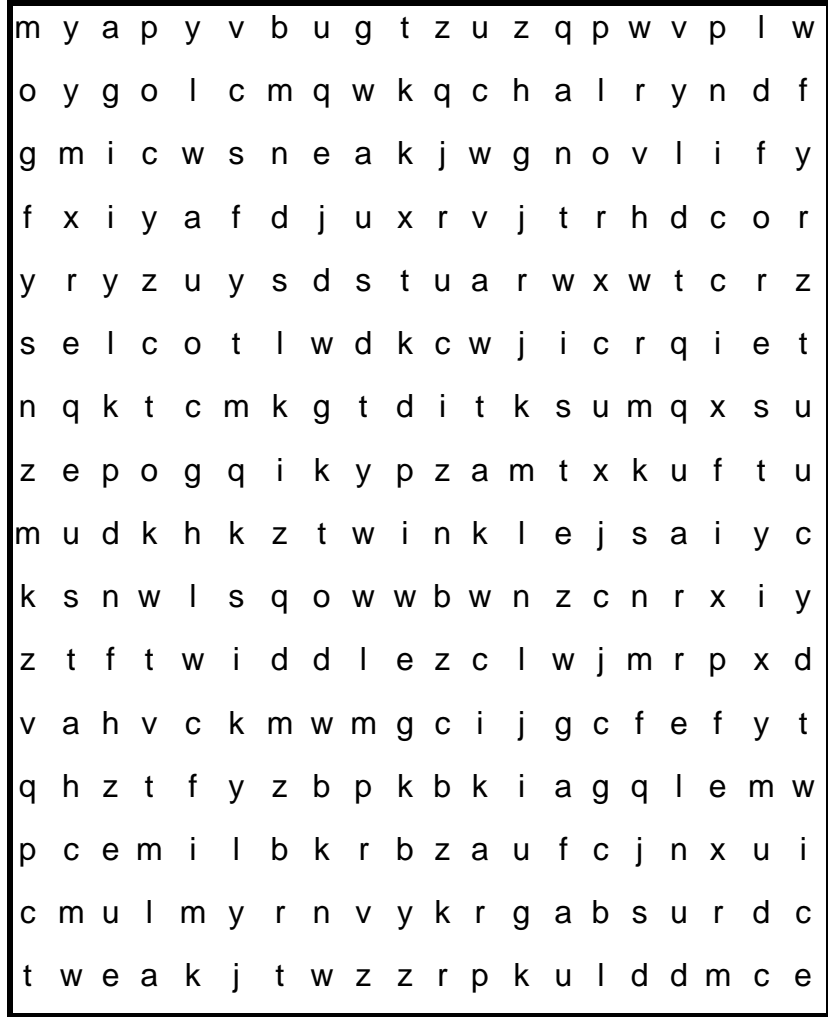 m y a p y v b u g t z u z q p w v p l w
o y g o l c m q w k q c h a l r y n d f
g m i c w s n e a k j w g n o v l i f y
f x i y a f d j u x r v j t r h d c o r
y r y z u y s d s t u a r w x w t c r z
s e l c o t l w d k c w j i c r q i e t
n q k t c m k g t d i t k s u m q x s u
z e p o g q i k y p z a m t x k u f t u
m u d k h k z t w i n k l e j s a i y c
k s n w l s q o w w b w n z c n r x i y
z t f t w i d d l e z c l w j m r p x d
v a h v c k m w m g c i j g c f e f y t
q h z t f y z b p k b k i a g q l e m w
p c e m i l b k r b z a u f c j n x u i
c m u l m y r n v y k r g a b s u r d c
t w e a k j t w z z r p k u l d d m c e